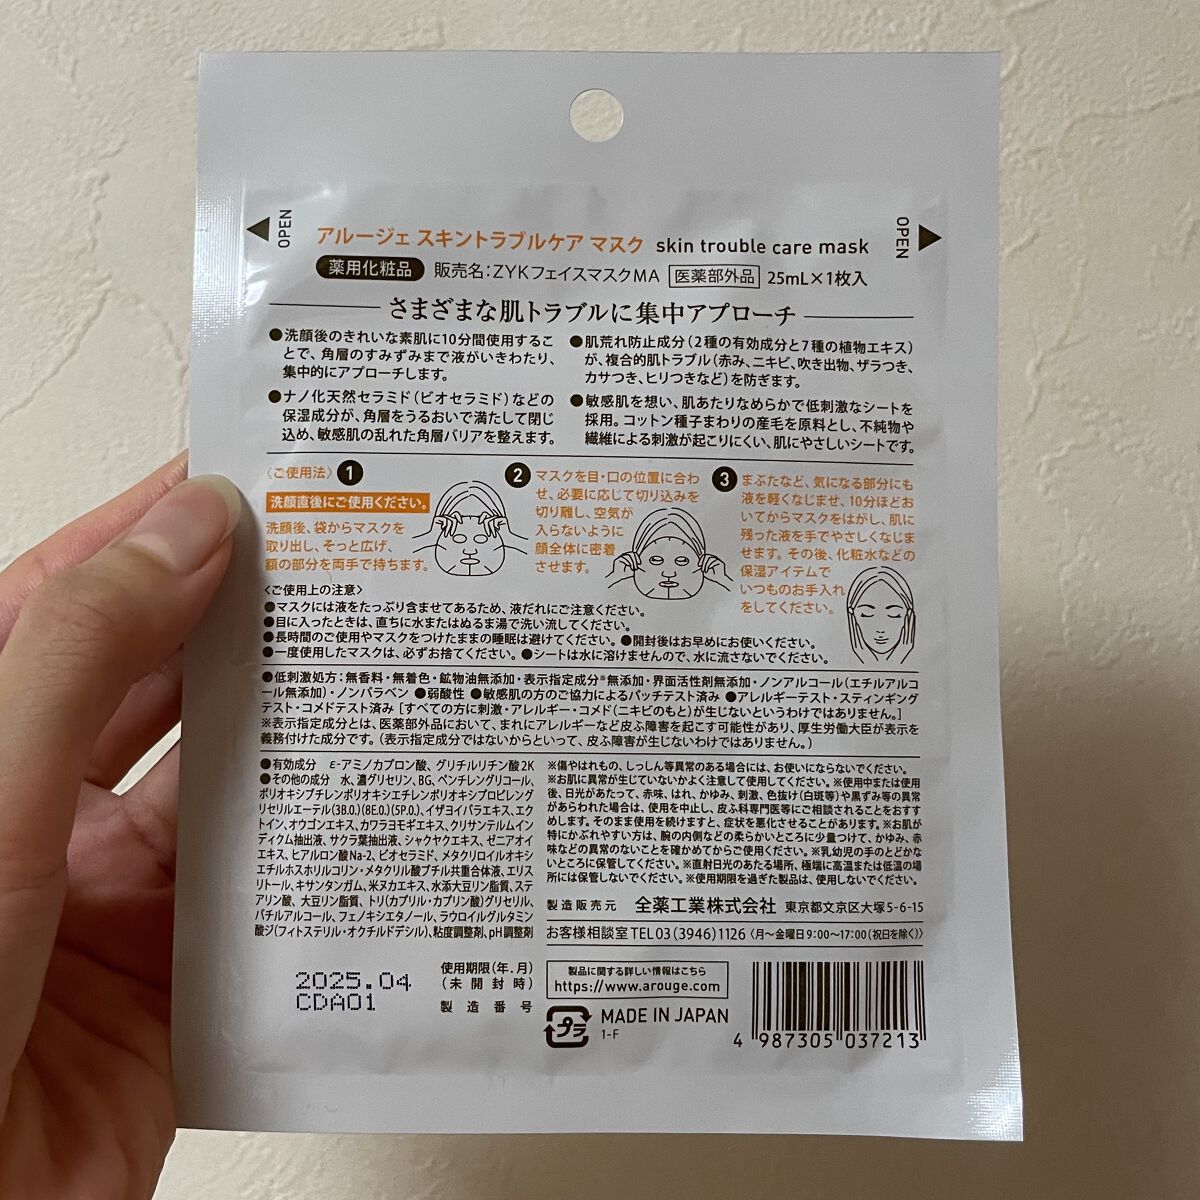 OPEN
OPEN
アルージェ スキントラブルケア マスク skin trouble care mask
薬用化粧品 販売名:ZYKフェイスマスクMA 医薬部外品 25mL×1枚入
さまざまな肌トラブルに集中アプローチ
●洗顔後のきれいな素肌に10分間使用するこ
とで、角層のすみずみまで液がいきわたり、
集中的にアプローチします。
●ナノ化天然セラミド(ビオセラミド)などの
保湿成分が、角層をうるおいで満たして閉じ
込め、敏感肌の乱れた角層バリアを整えます。
●肌荒れ防止成分(2種の有効成分と7種の植物エキス)
が、複合的肌トラブル(赤み、ニキビ、吹き出物、ザラつき、
カサつき、ヒリつきなど)を防ぎます。
●敏感肌を想い、肌あたりなめらかで低刺激なシートを
採用。コットン種子まわりの産毛を原料とし、不純物や
繊維による刺激が起こりにくい、肌にやさしいシートです。
〈ご使用法〉 1
洗顔直後にご使用ください。
洗顔後、袋からマスクを
取り出し、そっと広げ、
額の部分を両手で持ちます。
2 マスクを目・口の位置に合わ
せ、必要に応じて切り込みを
切り離し、空気が
入らないように
顔全体に密着
させます。
3 まぶたなど、気になる部分にも
液を軽くなじませ、10分ほどお
いてからマスクをはがし、肌に
残った液を手でやさしくなじま
せます。その後、化粧水などの
保湿アイテムで
いつものお手入れ
をしてください。
〈ご使用上の注意〉
●マスクには液をたっぷり含ませてあるため、液だれにご注意ください。
●目に入ったときは、直ちに水またはぬるま湯で洗い流してください。
●長時間のご使用やマスクをつけたままの睡眠は避けてください。●開封後はお早めにお使いください。
●一度使用したマスクは、必ずお捨てください。●シートは水に溶けませんので、水に流さないでください。
●低刺激処方:無香料・無着色・鉱物油無添加・表示指定成分※無添加・界面活性剤無添加・ノンアルコール(エチルアルコ
ール無添加)・ノンパラベン ●弱酸性 ●敏感肌の方のご協力によるパッチテスト済み ●アレルギーテスト・スティンギング
テスト・コメドテスト済み [すべての方に刺激・アレルギー・コメド(ニキビのもと)が生じないというわけではありません。]
※表示指定成分とは、医薬部外品において、まれにアレルギーなど皮ふ障害を起こす可能性があり、厚生労働大臣が表示を
義務付けた成分です。(表示指定成分ではないからといって、皮ふ障害が生じないわけではありません。)
●有効成分 ε-アミノカプロン酸、グリチルリチン酸2K
●その他の成分 水、濃グリセリン、BG、ペンチレングリコール、
ポリオキシブチレンポリオキシエチレンポリオキシプロピレング
リセリルエーテル(3B.O.)(8E.O.)(5P.O.)、イザヨイバラエキス、エク
トイン、オウゴンエキス、カワラヨモギエキス、クリサンテルムイン
ディクム抽出液、サクラ葉抽出液、シャクヤクエキス、ゼニアオイ
エキス、ヒアルロン酸Na-2、ビオセラミド、メタクリロイルオキシ
エチルホスホリルコリン・メタクリル酸ブチル共重合体液、エリス
リトール、キサンタンガム、米ヌカエキス、水添大豆リン脂質、ステ
アリン酸、大豆リン脂質、トリ(カプリル・カプリン酸)グリセリル、
バチルアルコール、フェノキシエタノール、ラウロイルグルタミン
酸ジ(フィトステリル・オクチルドデシル)、粘度調整剤、pH調整剤
※傷やはれもの、しっしん等異常のある場合には、お使いにならないでください。
※お肌に異常が生じていないかよく注意して使用してください。※使用中または使用
後、日光があたって、赤味、はれ、かゆみ、刺激、色抜け(白斑等)や黒ずみ等の異常
があらわれた場合は、使用を中止し、皮ふ科専門医等にご相談されることをおすす
めします。そのまま使用を続けますと、症状を悪化させることがあります。※お肌が
特にかぶれやすい方は、腕の内側などの柔らかいところに少量つけて、かゆみ、赤
味などの異常のないことを確かめてからご使用ください。※乳幼児の手のとどかな
いところに保管してください。※直射日光のあたる場所、極端に高温または低温の場
所には保管しないでください。※使用期限を過ぎた製品は、使用しないでください。
製造販売元 全薬工業株式会社 東京都文京区大塚5-6-15
お客様相談室 TEL 03(3946)1126〈月～金曜日9:00～17:00(祝日を除く)〉
2025.04
CDA01
使用期限(年.月)
(未開封時)
製造番号
製品に関する詳しい情報はこちら
https://www.arouge.com
プラ
MADE IN JAPAN
1-F
4 987305 037213